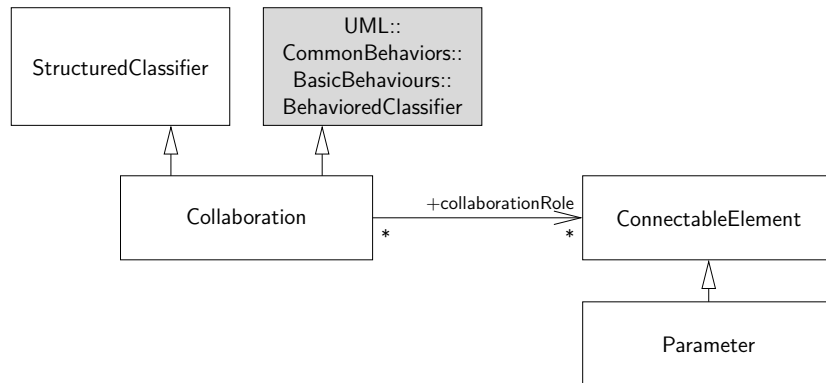 StructuredClassifier
UML::
CommonBehaviors::
BasicBehaviours::
BehavioredClassifier
Collaboration
+collaborationRole
*
*
ConnectableElement
Parameter